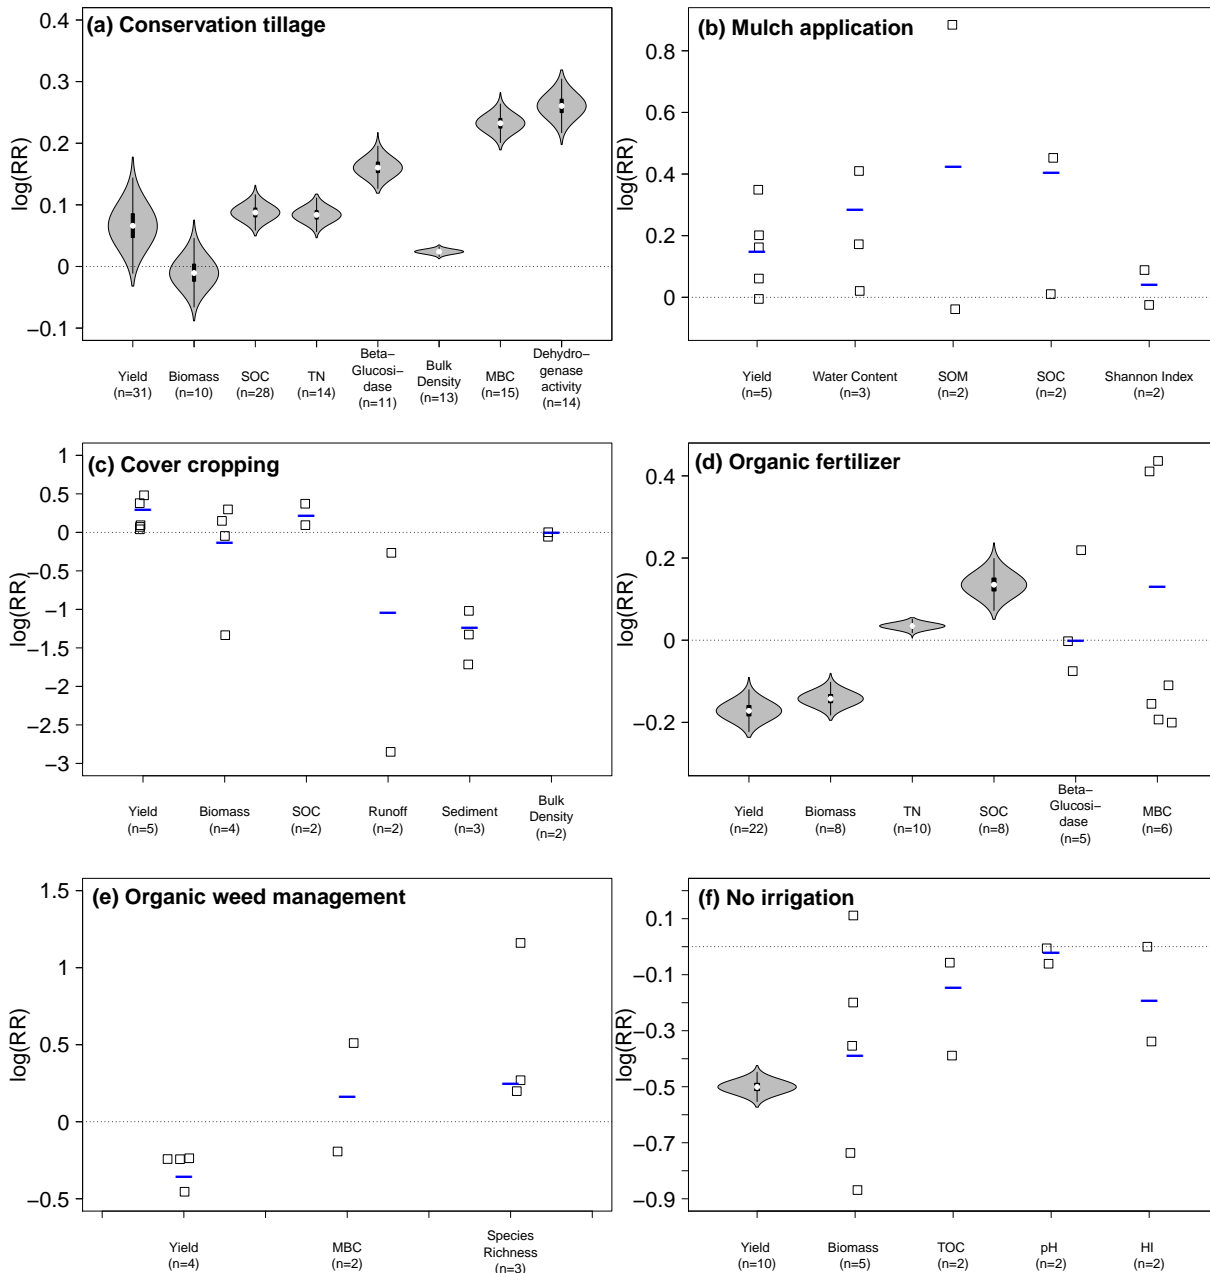 (a) Conservation tillage
log(RR)
0.4
0.3
0.2
0.1
0
−0.1
Yield
(n=31)
Biomass
(n=10)
SOC
(n=28)
TN
(n=14)
Beta−
Glucosi−
dase
(n=11)
Bulk
Density
(n=13)
MBC
(n=15)
Dehydro−
genase
activity
(n=14)
(b) Mulch application
log(RR)
0.8
0.6
0.4
0.2
0
Yield
(n=5)
Water Content
(n=3)
SOM
(n=2)
SOC
(n=2)
Shannon Index
(n=2)
(c) Cover cropping
log(RR)
1
0.5
0
−0.5
−1
−1.5
−2
−2.5
−3
Yield
(n=5)
Biomass
(n=4)
SOC
(n=2)
Runoff
(n=2)
Sediment
(n=3)
Bulk
Density
(n=2)
(d) Organic fertilizer
log(RR)
0.4
0.2
0
−0.2
Yield
(n=22)
Biomass
(n=8)
TN
(n=10)
SOC
(n=8)
Beta−
Glucosi−
dase
(n=5)
MBC
(n=6)
(e) Organic weed management
log(RR)
1.5
1
0.5
0
−0.5
Yield
(n=4)
MBC
(n=2)
Species
Richness
(n=3)
(f) No irrigation
log(RR)
0.1
−0.1
−0.3
−0.5
−0.7
−0.9
Yield
(n=10)
Biomass
(n=5)
TOC
(n=2)
pH
(n=2)
HI
(n=2)